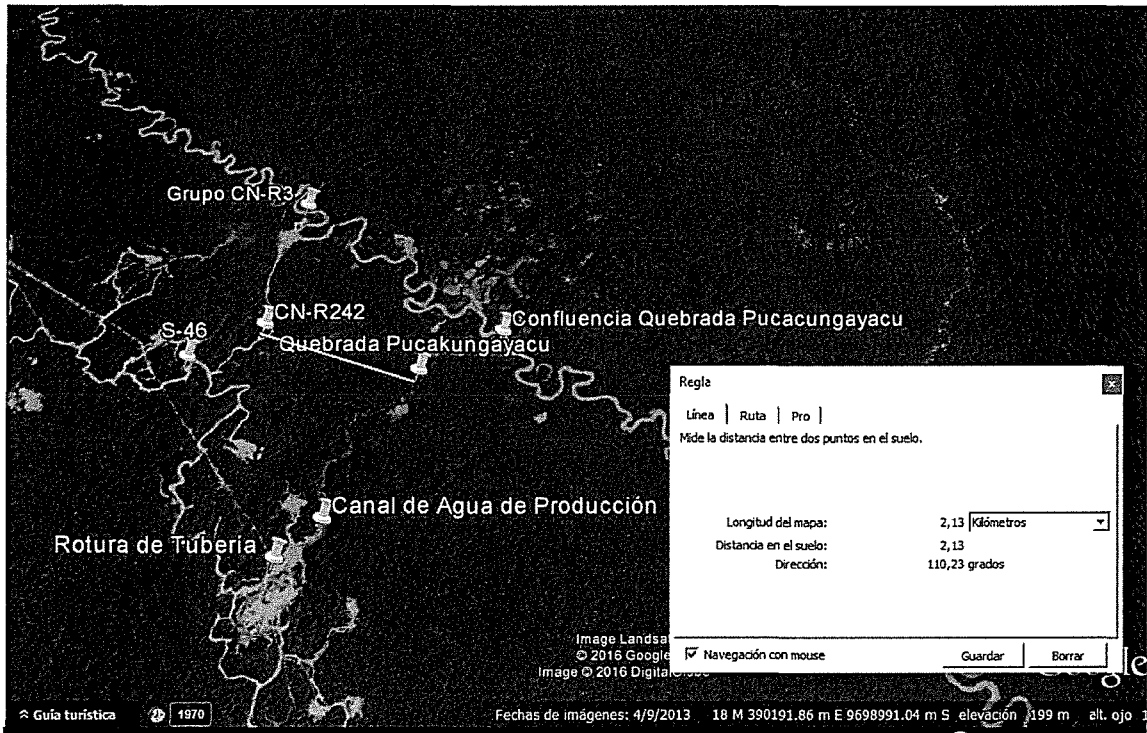 Grupo CN-R3
CN-R242
Confluencia Quebrada Pucacungayacu
S-46
Quebrada Pucakungayacu
Canal de Agua de Producción
Rotura de Tubería
Regla
Línea | Ruta | Pro |
Mide la distancia entre dos puntos en el suelo.
Longitud del mapa: 2,13 Kilómetros
Distancia en el suelo: 2,13
Dirección: 110,23 grados
Navegación con mouse Guardar Borrar
Image Landsa
© 2016 Google
Image © 2016 Digital
Google
Guía turística 1970 Fechas de imágenes: 4/9/2013 18 M 390191.86 m E 9698991.04 m S elevación 199 m alt. ojo 1